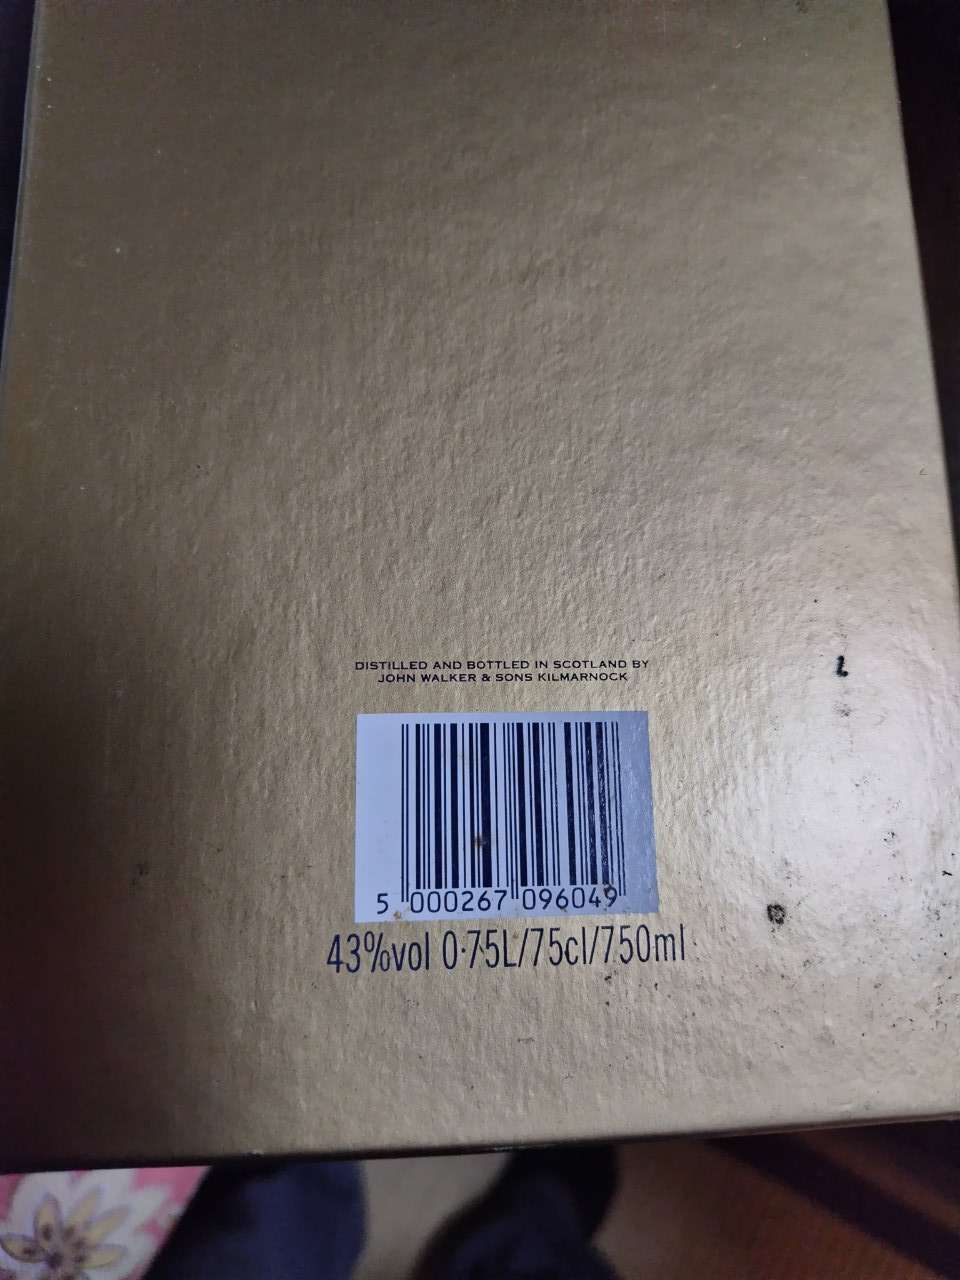 DISTILLED AND BOTTLED IN SCOTLAND BY
JOHN WALKER & SONS KILMARNOCK
5 000267 096049
43%vol 0·75L/75cl/750ml